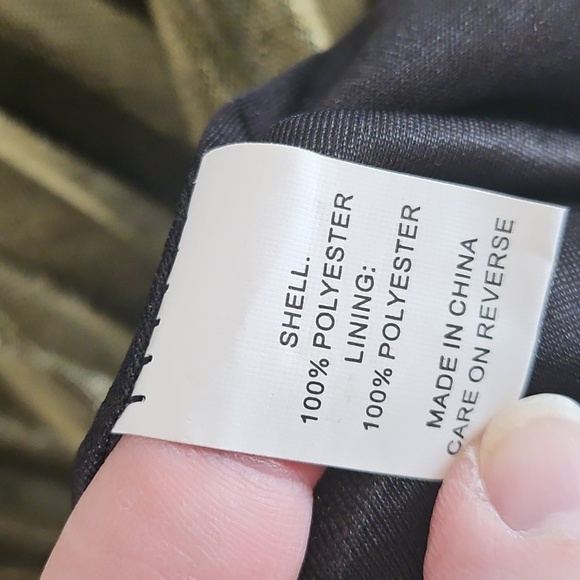 SHELL.
100% POLYESTER
LINING:
100% POLYESTER
MADE IN CHINA
CARE ON REVERSE